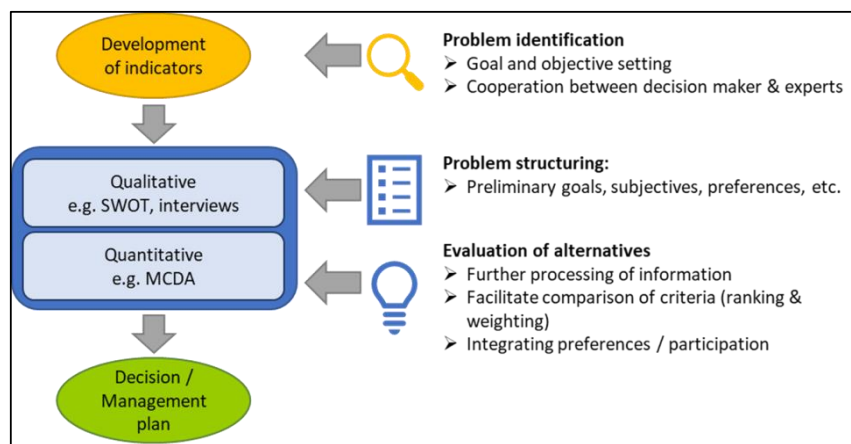 Development
of indicators
Problem identification
➢ Goal and objective setting
➢ Cooperation between decision maker & experts
Qualitative
e.g. SWOT, interviews
Problem structuring:
➢ Preliminary goals, subjectives, preferences, etc.
Quantitative
e.g. MCDA
Evaluation of alternatives
➢ Further processing of information
➢ Facilitate comparison of criteria (ranking &
weighting)
➢ Integrating preferences / participation
Decision /
Management
plan